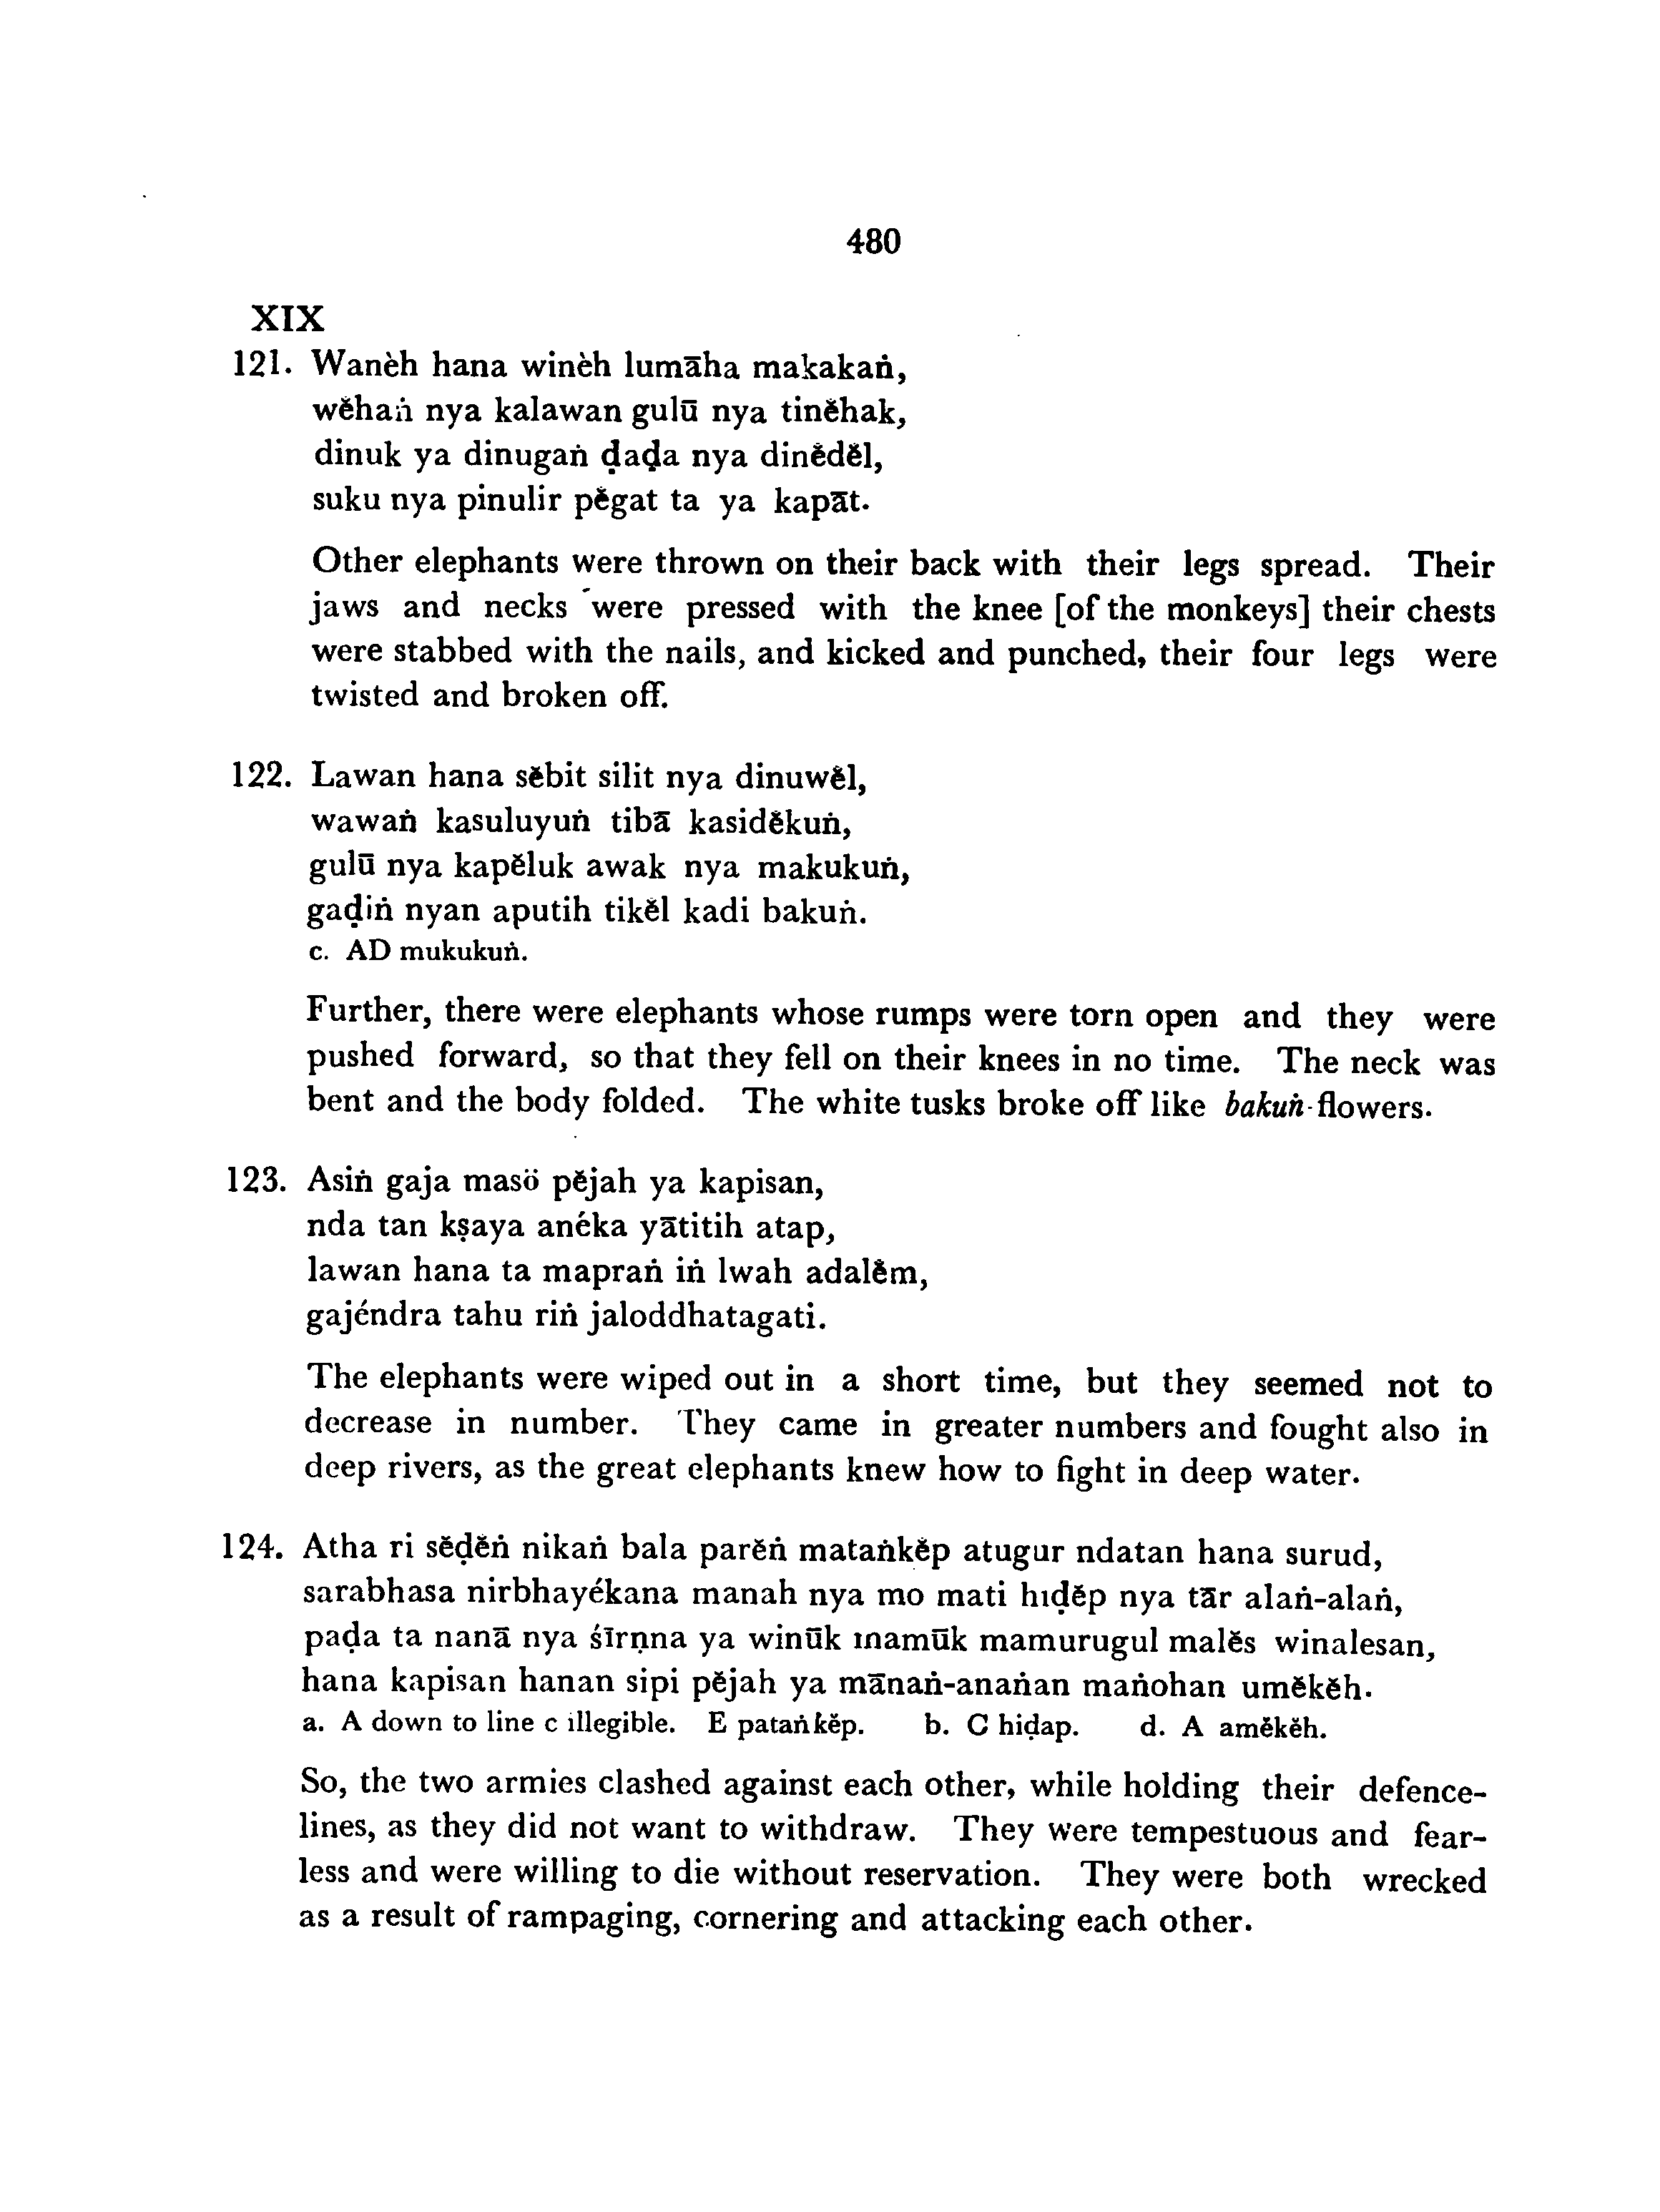 480
XIX
121. Wanèh hana winèh lumāha makakaṅ,
wĕhaṅ nya kalawan gulū nya tinĕhak,
dinuk ya dinugaṅ ḍaḍa nya dinĕdĕl,
suku nya pinulir pĕgat ta ya kapāt.
Other elephants were thrown on their back with their legs spread. Their
jaws and necks were pressed with the knee [of the monkeys] their chests
were stabbed with the nails, and kicked and punched, their four legs were
twisted and broken off.
122. Lawan hana sĕbit silit nya dinuwĕl,
wawaṅ kasuluyuṅ tibā kasidĕkuṅ,
gulū nya kapĕluk awak nya makukuṅ,
gaḍiṅ nyan aputih tikĕl kadi bakuṅ.
c. AD mukukuṅ.
Further, there were elephants whose rumps were torn open and they were
pushed forward, so that they fell on their knees in no time. The neck was
bent and the body folded. The white tusks broke off like bakuṅ-flowers.
123. Asiṅ gaja masö pĕjah ya kapisan,
nda tan kṣaya anéka yātitih atap,
lawan hana ta mapraṅ iṅ lwah adalĕm,
gajéndra tahu riṅ jaloddhatagati.
The elephants were wiped out in a short time, but they seemed not to
decrease in number. They came in greater numbers and fought also in
deep rivers, as the great elephants knew how to fight in deep water.
124. Atha ri sĕḍĕṅ nikaṅ bala parĕṅ mataṅkĕp atugur ndatan hana surud,
sarabhasa nirbhayékana manah nya mo mati hiḍĕp nya tār alaṅ-alaṅ,
paḍa ta nanā nya śīrṇna ya winūk mamūk mamurugul malĕs winalesan,
hana kapisan hanan sipi pĕjah ya mānaṅ-anaṅan maṅohan umĕkĕh.
a. A down to line c illegible. E pataṅkĕp. b. C hiḍap. d. A amĕkĕh.
So, the two armies clashed against each other, while holding their defence-
lines, as they did not want to withdraw. They were tempestuous and fear-
less and were willing to die without reservation. They were both wrecked
as a result of rampaging, cornering and attacking each other.